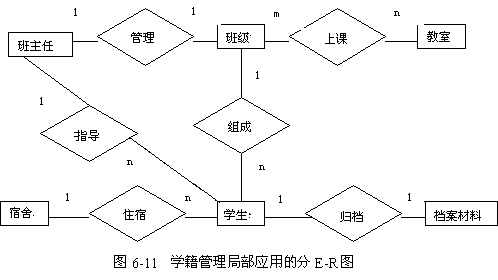 1 1 m n
班主任 管理 班级 上课 教室
1 1
指导 组成
n n
1 n 1 1
宿舍. 住宿 学生 归档 档案材料
图 6-11 学籍管理局部应用的分 E-R 图